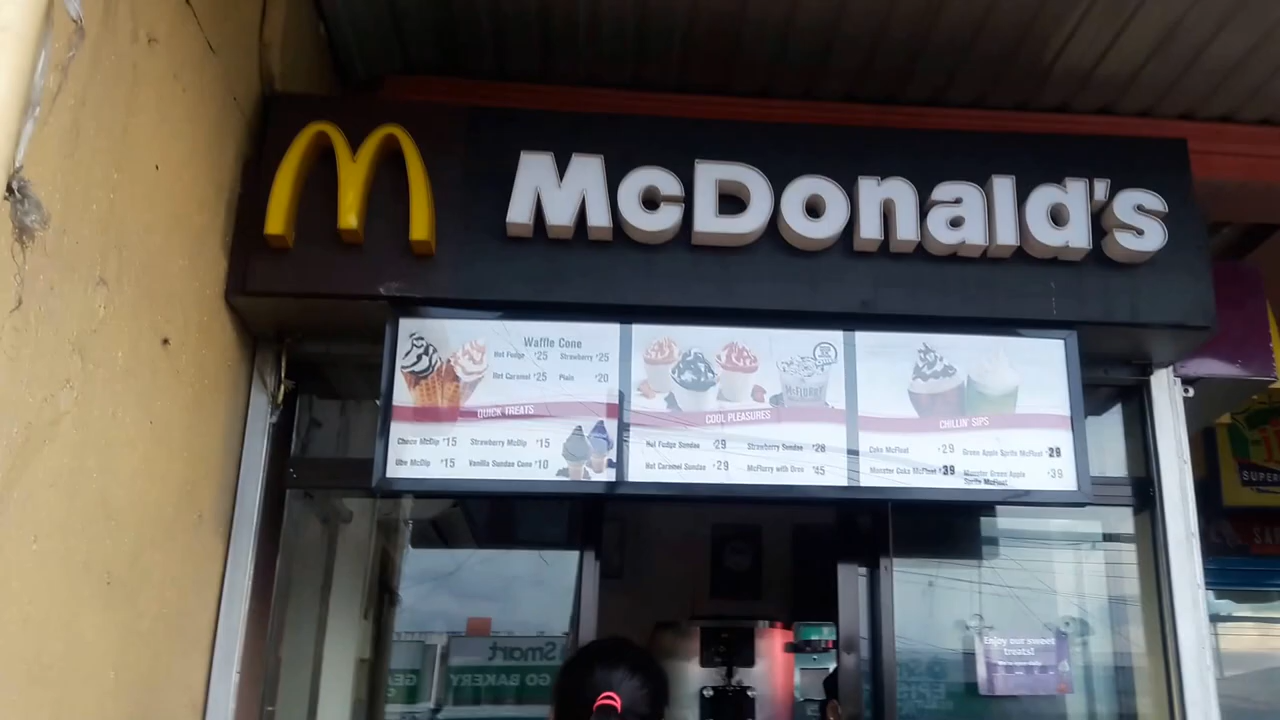 McDonald's
Waffle Cone
Hot Fudge ₱25 Strawberry ₱25
Hot Caramel ₱25 Plain ₱20
QUICK TREATS
Choco McDip ₱15 Strawberry McDip ₱15
Ube McDip ₱15 Vanilla Sundae Cone ₱10
McFLURRY
COOL PLEASURES
Hot Fudge Sundae ₱29 Strawberry Sundae ₱28
Hot Caramel Sundae ₱29 McFlurry with Oreo ₱45
CHILLIN' SIPS
Coke McFloat ₱29 Green Apple Sprite McFloat ₱29
Monster Coke McFloat ₱39 Monster Green Apple
Sprite McFloat ₱39
SUPER
Enjoy our sweet
treats!
Smart
GO BAKERY